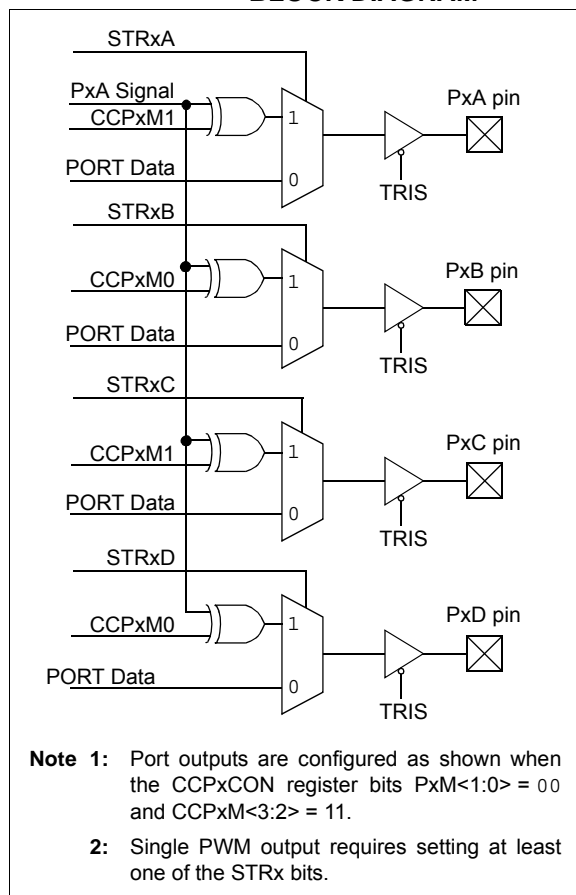 BLOCK DIAGRAM
STRxA
PxA Signal
PxA pin
CCPxM1
1
PORT Data
0
TRIS
STRxB
PxB pin
CCPxM0
1
PORT Data
0
TRIS
STRxC
PxC pin
CCPxM1
1
PORT Data
0
TRIS
STRxD
PxD pin
CCPxM0
1
PORT Data
0
TRIS
Note 1: Port outputs are configured as shown when
the CCPxCON register bits PxM<1:0> = 00
and CCPxM<3:2> = 11.
2: Single PWM output requires setting at least
one of the STRx bits.